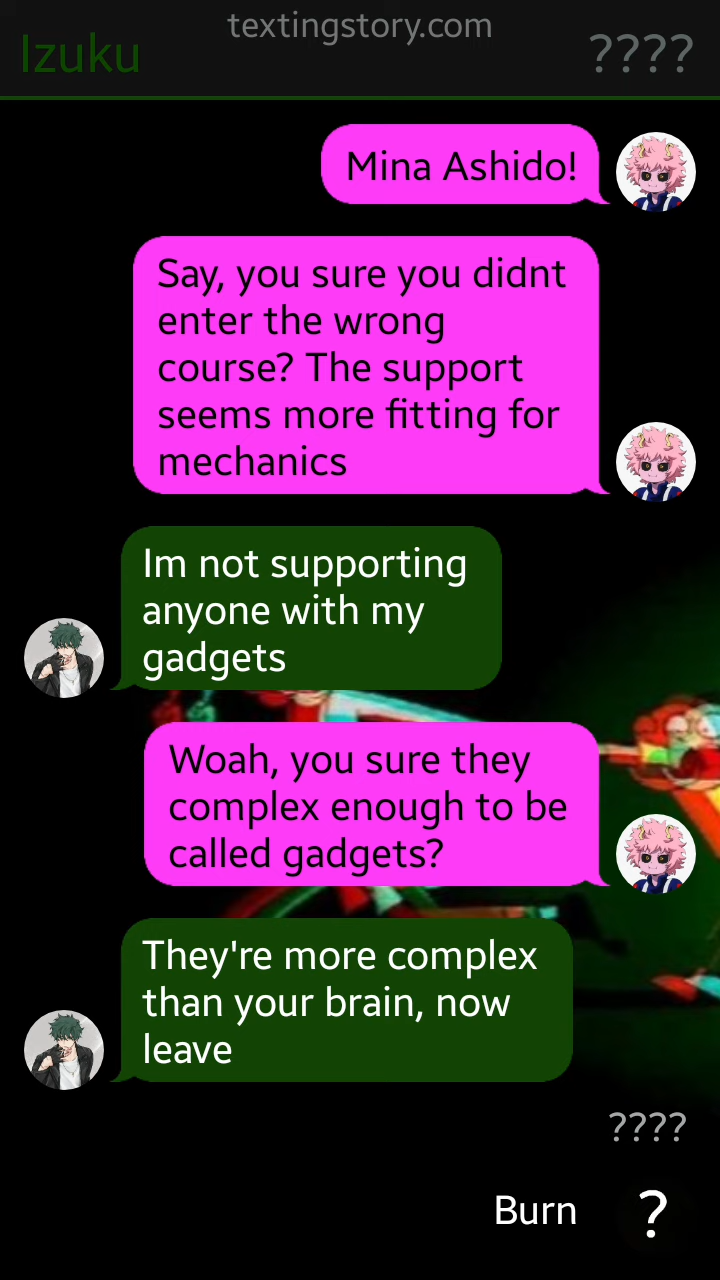 textingstory.com
Izuku
????
Mina Ashido!
Say, you sure you didnt
enter the wrong
course? The support
seems more fitting for
mechanics
Im not supporting
anyone with my
gadgets
Woah, you sure they
complex enough to be
called gadgets?
They're more complex
than your brain, now
leave
????
Burn
?